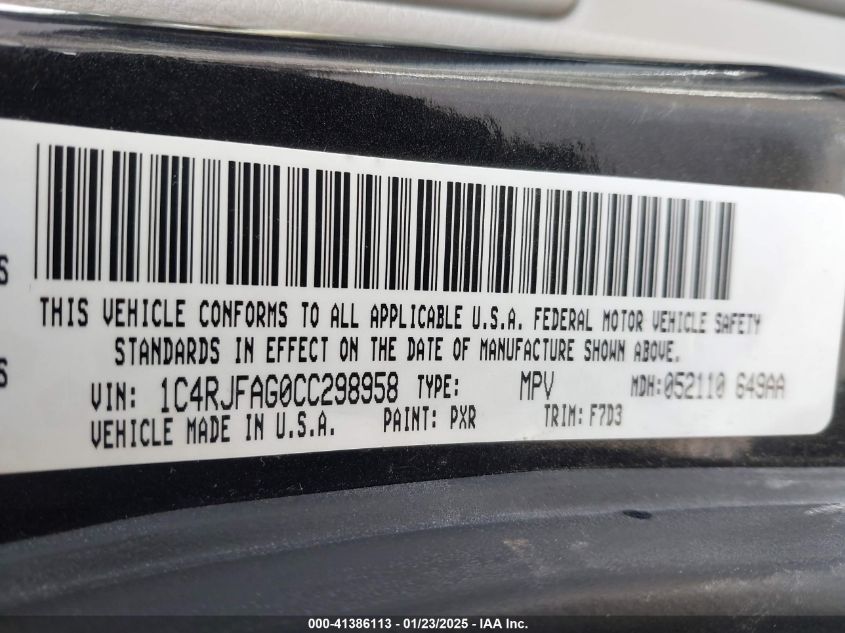 S
THIS VEHICLE CONFORMS TO ALL APPLICABLE U.S.A. FEDERAL MOTOR VEHICLE SAFETY
STANDARDS IN EFFECT ON THE DATE OF MANUFACTURE SHOWN ABOVE.
S
VIN: 1C4RJFAG0CC298958 TYPE: MPV MDH:052110 649AA
VEHICLE MADE IN U.S.A. PAINT: PXR TRIM: F7D3
000-41386113 - 01/23/2025 - IAA Inc.